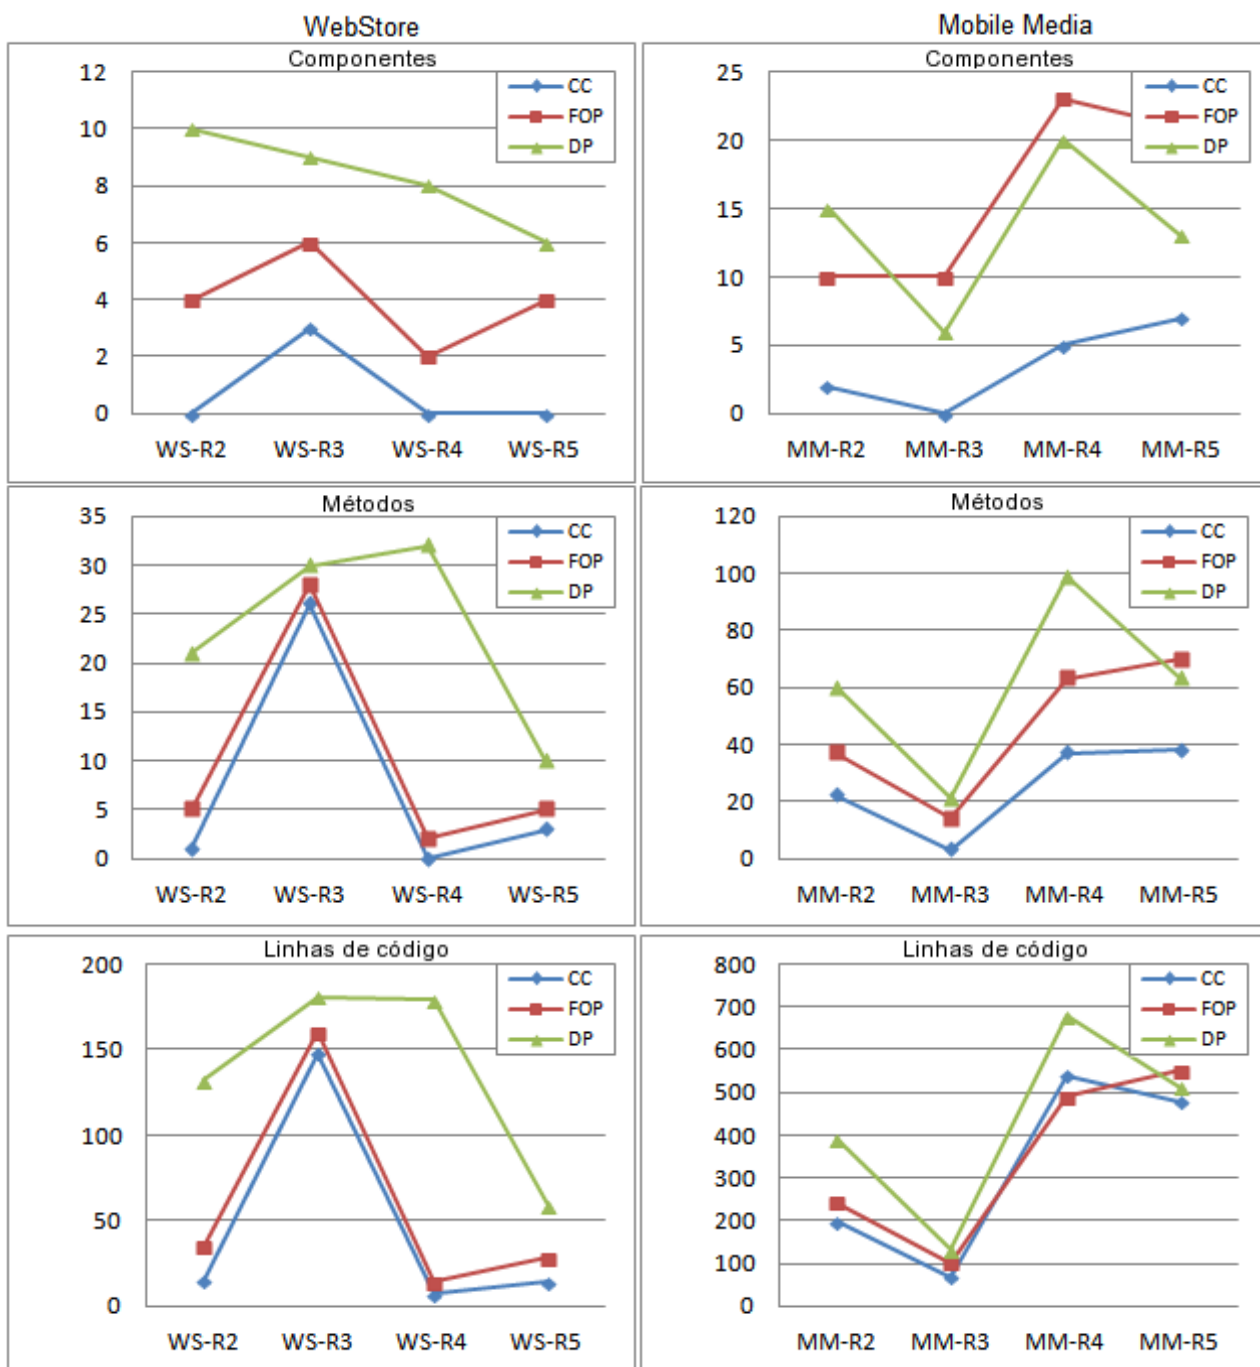 WebStore
Mobile Media
Componentes
12
10
8
6
4
2
0
CC
FOP
DP
WS-R2 WS-R3 WS-R4 WS-R5
Componentes
25
20
15
10
5
0
CC
FOP
DP
MM-R2 MM-R3 MM-R4 MM-R5
Métodos
35
30
25
20
15
10
5
0
CC
FOP
DP
WS-R2 WS-R3 WS-R4 WS-R5
Métodos
120
100
80
60
40
20
0
CC
FOP
DP
MM-R2 MM-R3 MM-R4 MM-R5
Linhas de código
200
150
100
50
0
CC
FOP
DP
WS-R2 WS-R3 WS-R4 WS-R5
Linhas de código
800
700
600
500
400
300
200
100
0
CC
FOP
DP
MM-R2 MM-R3 MM-R4 MM-R5